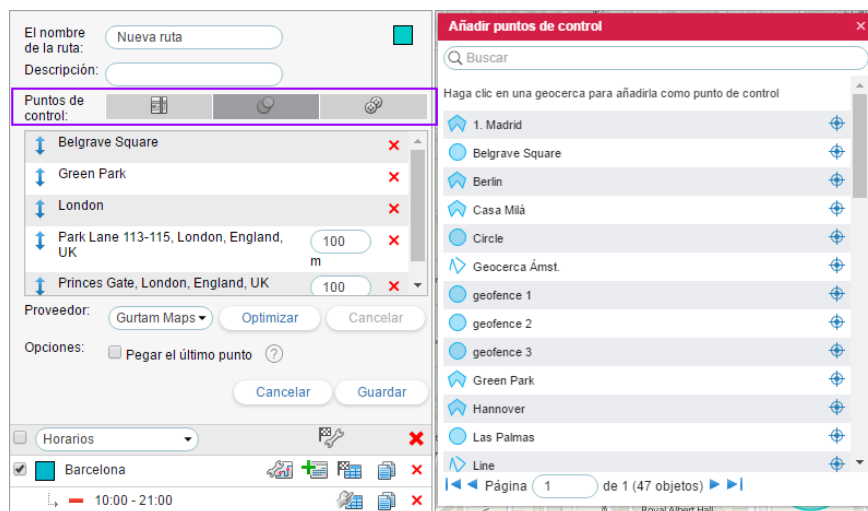 El nombre
de la ruta:
Nueva ruta
Descripción:
Puntos de
control:
Belgrave Square
Green Park
London
Park Lane 113-115, London, England,
UK
100
m
Princes Gate, London, England, UK
100
Proveedor:
Gurtam Maps
Optimizar
Cancelar
Opciones:
Pegar el último punto
?
Cancelar
Guardar
Horarios
Barcelona
10:00 - 21:00
Añadir puntos de control
Buscar
Haga clic en una geocerca para añadirla como punto de control
1. Madrid
Belgrave Square
Berlin
Casa Milá
Circle
Geocerca Ámst.
geofence 1
geofence 2
geofence 3
Green Park
Hannover
Las Palmas
Line
Página 1 de 1 (47 objetos)
Royal Albert Hall